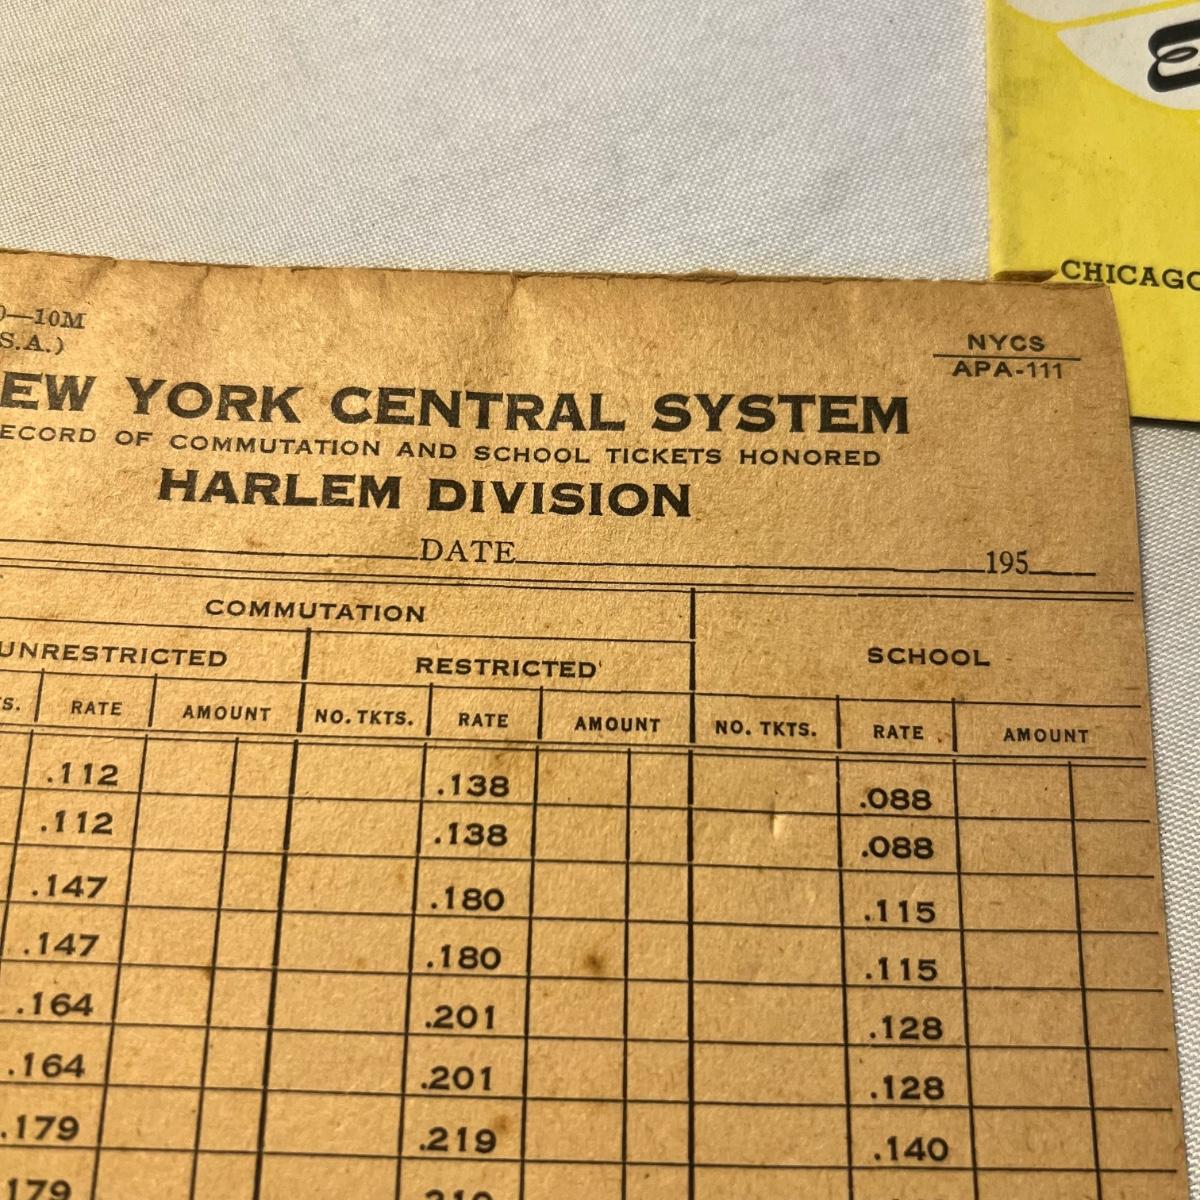 CHICAGO
—10M
S.A.)
NYCS
APA-111
EW YORK CENTRAL SYSTEM
ECORD OF COMMUTATION AND SCHOOL TICKETS HONORED
HARLEM DIVISION
DATE 195
COMMUTATION SCHOOL
UNRESTRICTED RESTRICTED
S. RATE AMOUNT NO. TKTS. RATE AMOUNT NO. TKTS. RATE AMOUNT
.112 .138 .088
.112 .138 .088
.147 .180 .115
.147 .180 .115
.164 .201 .128
.164 .201 .128
.179 .219 .140
179